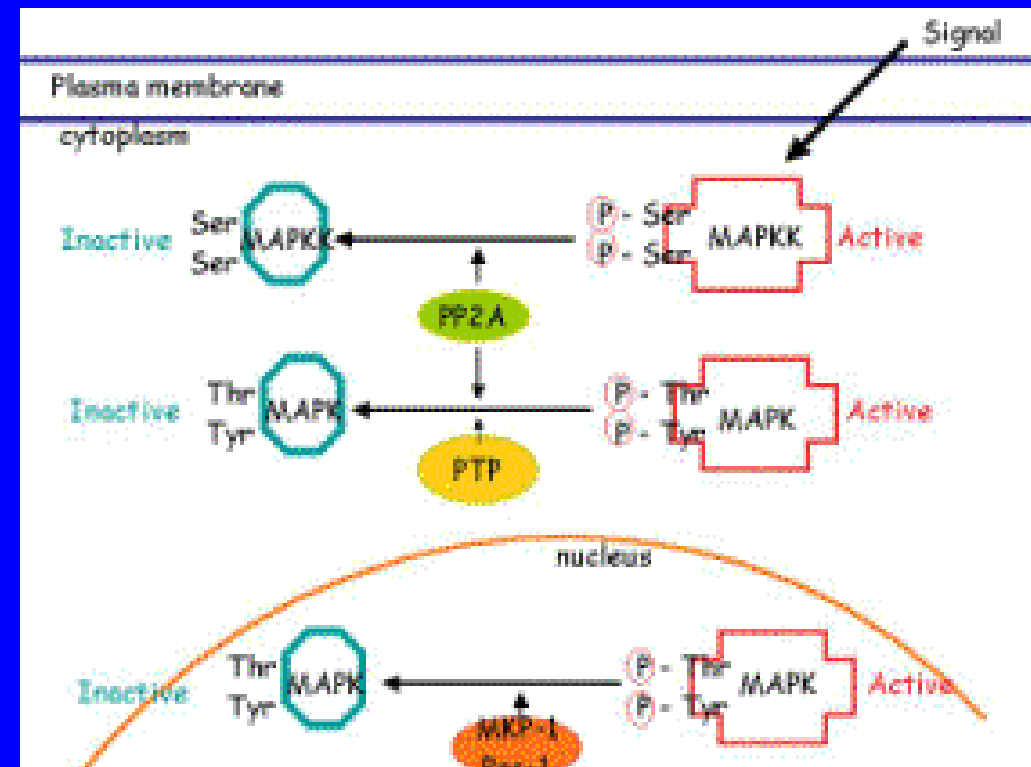 Signal
Plasma membrane
cytoplasm
Inactive Ser Ser MAPKK P - Ser P - Ser MAPKK Active
PP2A
Inactive Thr Tyr MAPK P - Thr P - Tyr MAPK Active
PTP
nucleus
Inactive Thr Tyr MAPK P - Thr P - Tyr MAPK Active
MKP-1